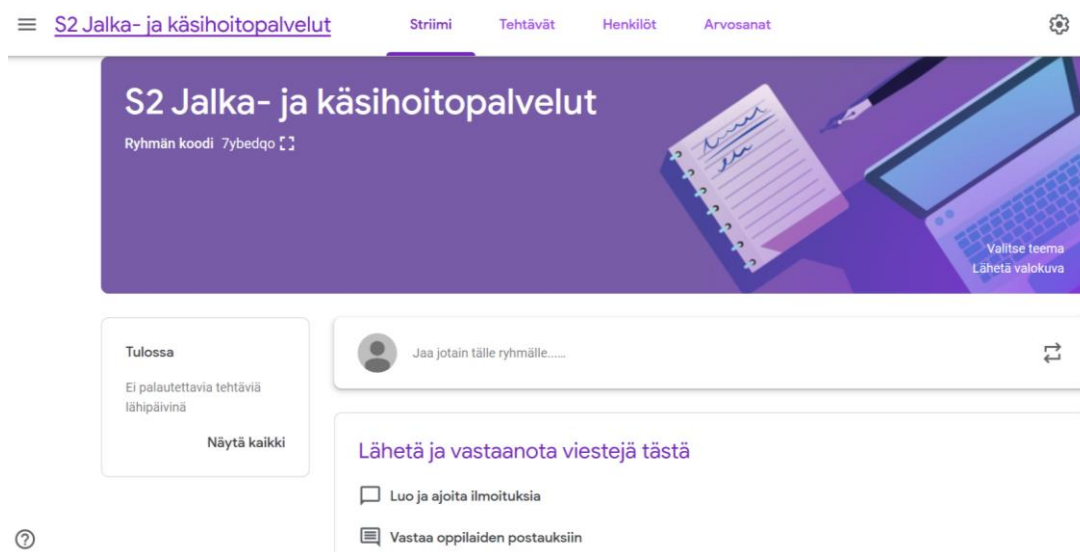 S2 Jalka- ja käsihoitopalvelut
Striimi Tehtävät Henkilöt Arvosanat
S2 Jalka- ja käsihoitopalvelut
Ryhmän koodi 7ybedqo
Valitse teema
Lähetä valokuva
Tulossa
Ei palautettavia tehtäviä
lähipäivinä
Näytä kaikki
Jaa jotain tälle ryhmälle......
Lähetä ja vastaanota viestejä tästä
Luo ja ajoita ilmoituksia
Vastaa oppilaiden postauksiin